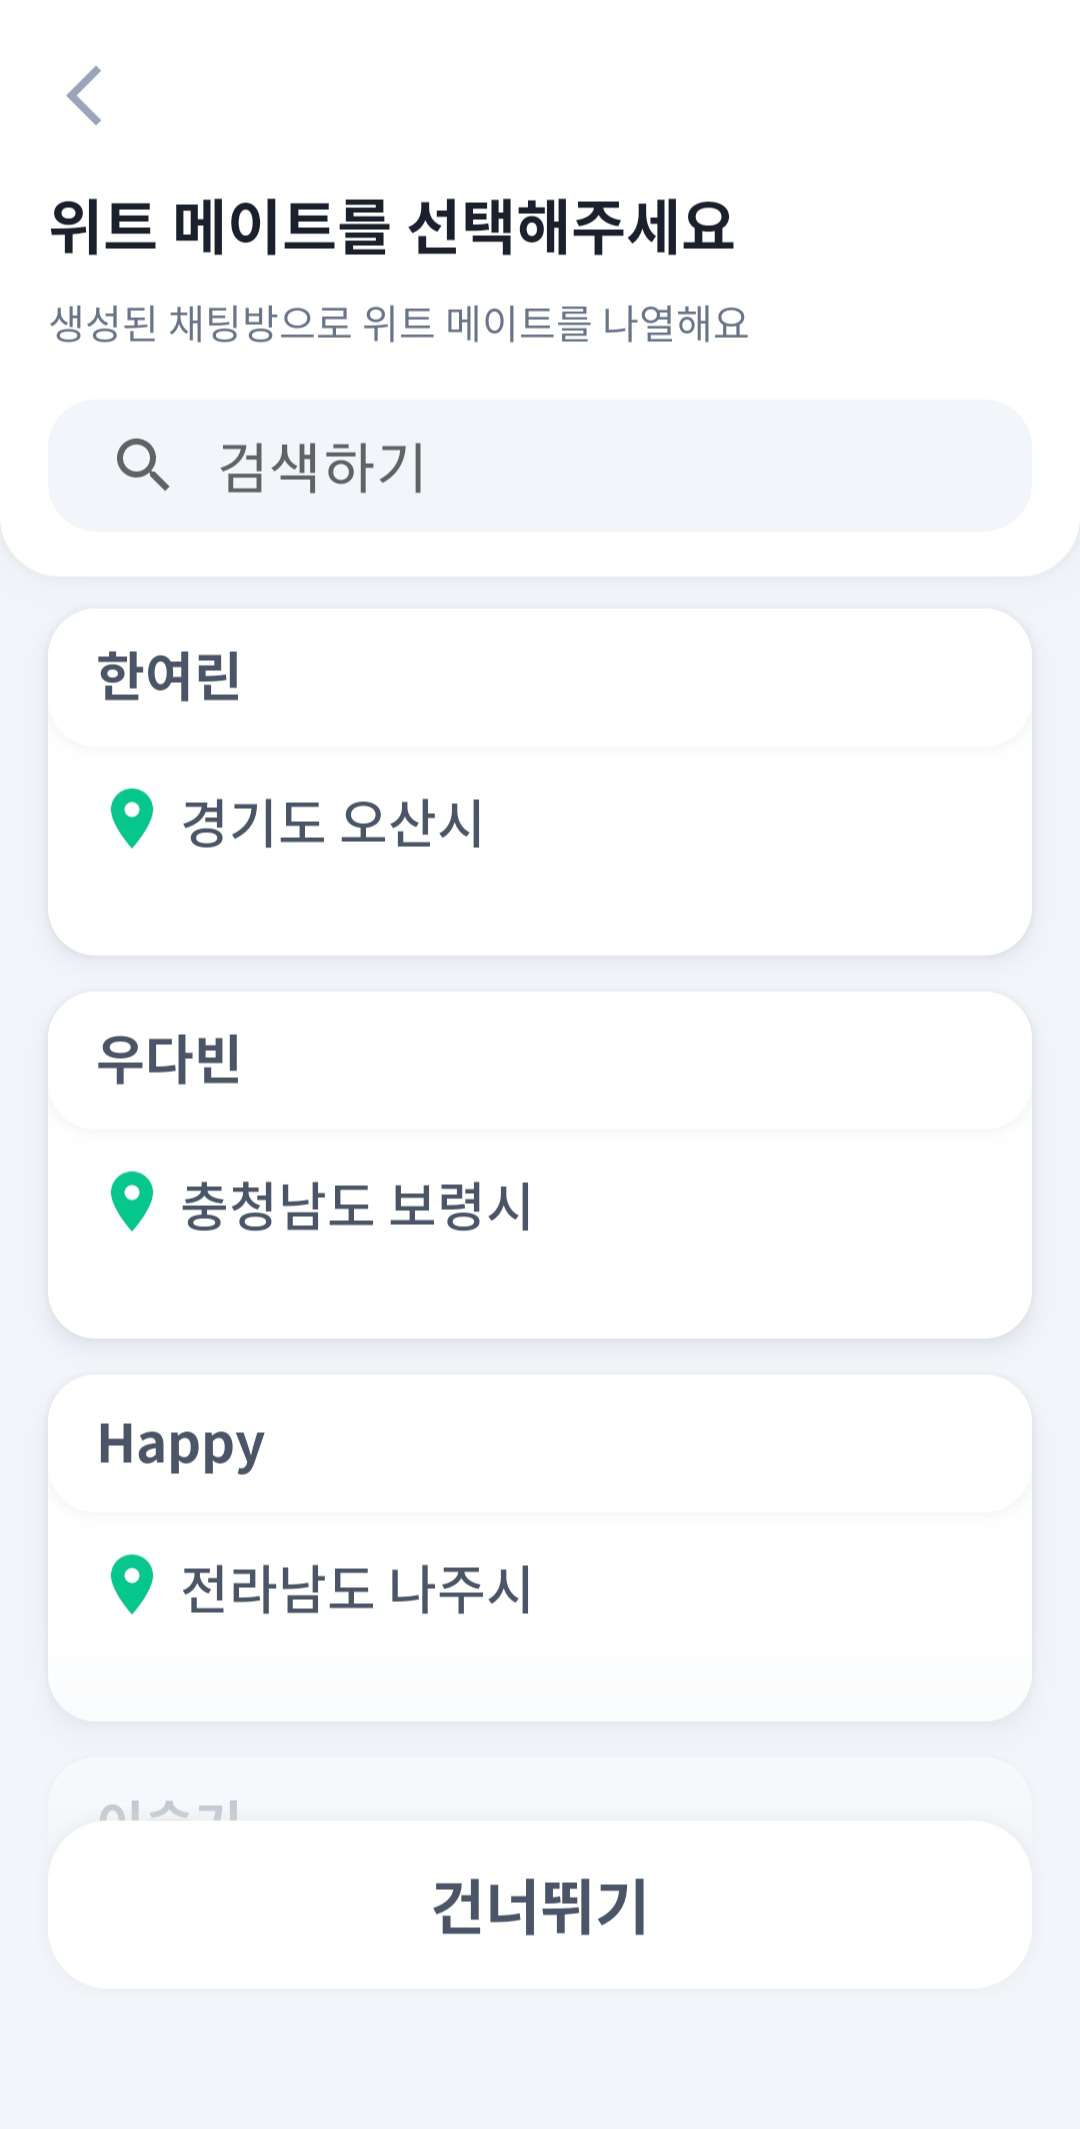 위트 메이트를 선택해주세요
생성된 채팅방으로 위트 메이트를 나열해요
검색하기
한여린
경기도 오산시
우다빈
충청남도 보령시
Happy
전라남도 나주시
건너뛰기